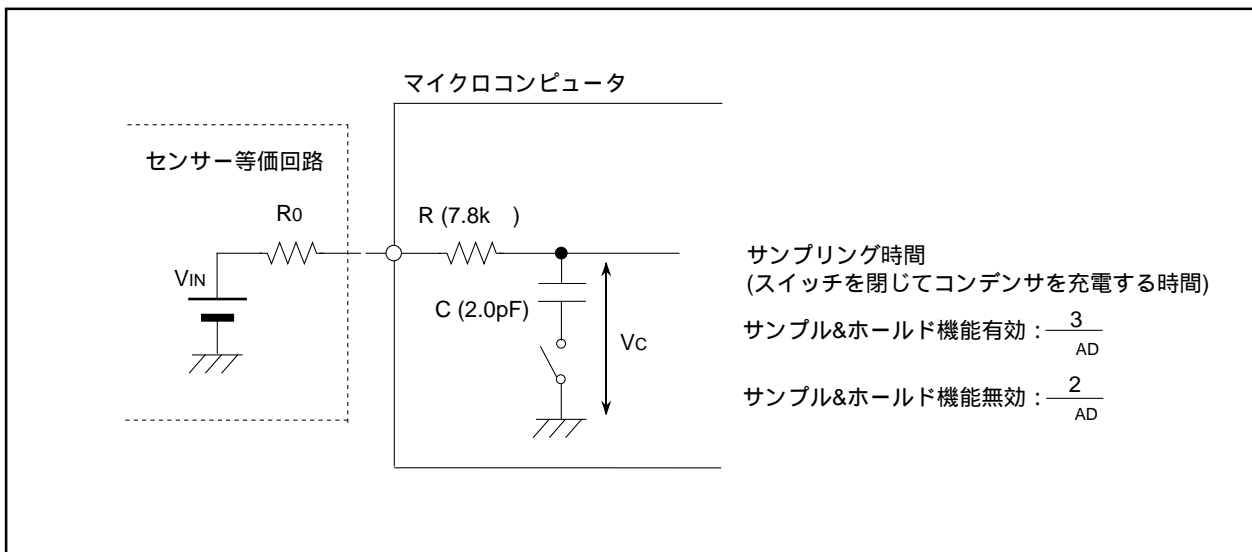 マイクロコンピュータ
センサー等価回路
R0
R (7.8k )
VIN
C (2.0pF)
VC
サンプリング時間
(スイッチを閉じてコンデンサを充電する時間)
サンプル&ホールド機能有効 : 3
AD
サンプル&ホールド機能無効 : 2
AD